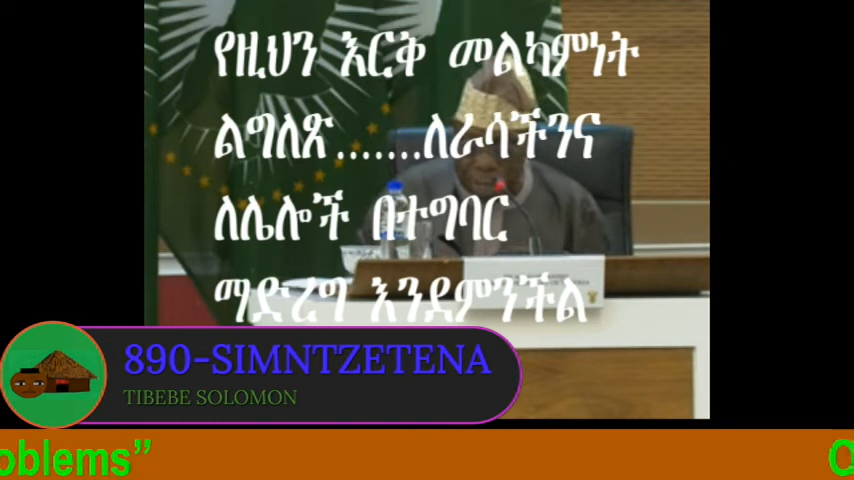 የዚህን እርቅ መልካምነት
ልግለጽ.......ለራሳችንና
ለሌሎች በተግባር
ማድረግ እንደምንችል
890-SIMNTZETENA
TIBEBE SOLOMON
oblems”